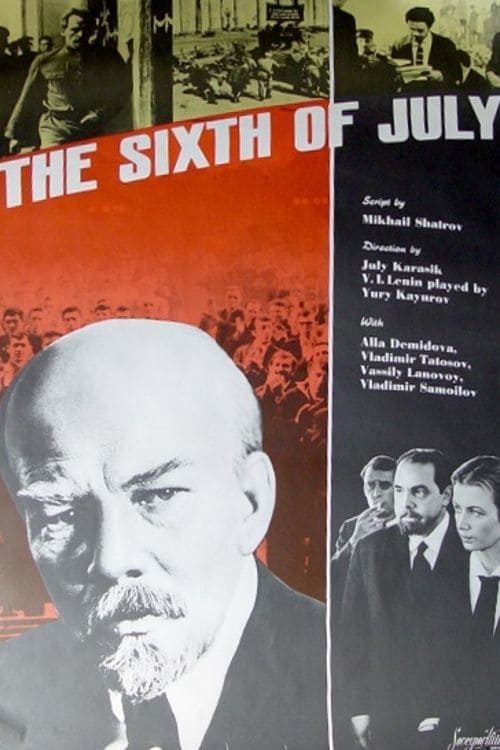 THE SIXTH OF JULY
Script by
Mikhail Shatrov
Direction by
July Karasik
V. I. Lenin played by
Yury Kayurov
With
Alla Demidova,
Vladimir Tatosov,
Vassily Lanovoy,
Vladimir Samoilov